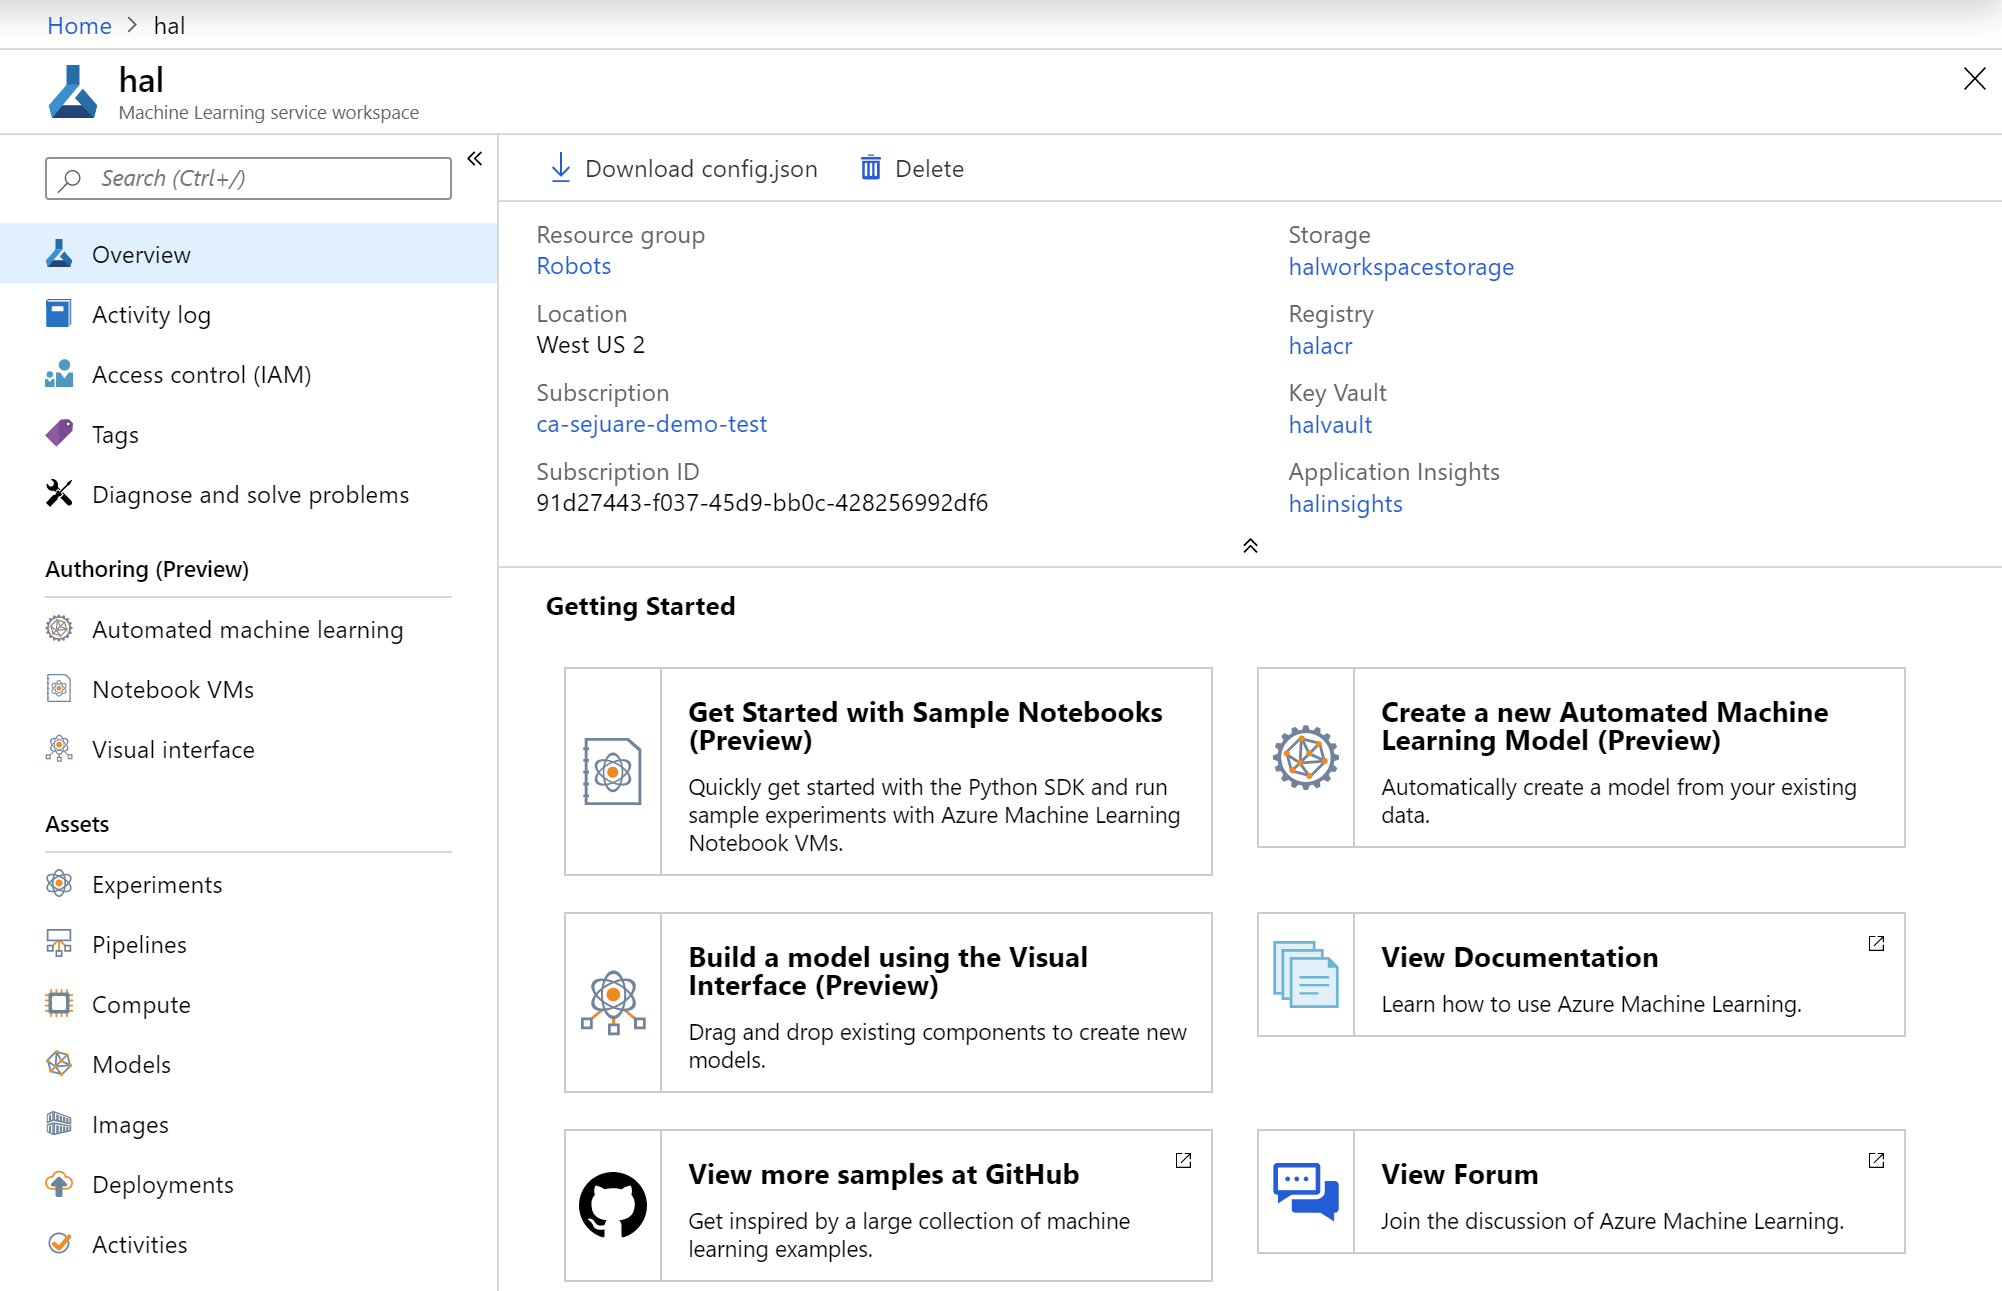 Home > hal
hal
Machine Learning service workspace
Search (Ctrl+/)
Overview
Activity log
Access control (IAM)
Tags
Diagnose and solve problems
Authoring (Preview)
Automated machine learning
Notebook VMs
Visual interface
Assets
Experiments
Pipelines
Compute
Models
Images
Deployments
Activities
Download config.json
Delete
Resource group
Robots
Location
West US 2
Subscription
ca-sejuare-demo-test
Subscription ID
91d27443-f037-45d9-bb0c-428256992df6
Storage
halworkspacestorage
Registry
halacr
Key Vault
halvault
Application Insights
halinsights
Getting Started
Get Started with Sample Notebooks
(Preview)
Quickly get started with the Python SDK and run
sample experiments with Azure Machine Learning
Notebook VMs.
Create a new Automated Machine
Learning Model (Preview)
Automatically create a model from your existing
data.
Build a model using the Visual
Interface (Preview)
Drag and drop existing components to create new
models.
View Documentation
Learn how to use Azure Machine Learning.
View more samples at GitHub
Get inspired by a large collection of machine
learning examples.
View Forum
Join the discussion of Azure Machine Learning.